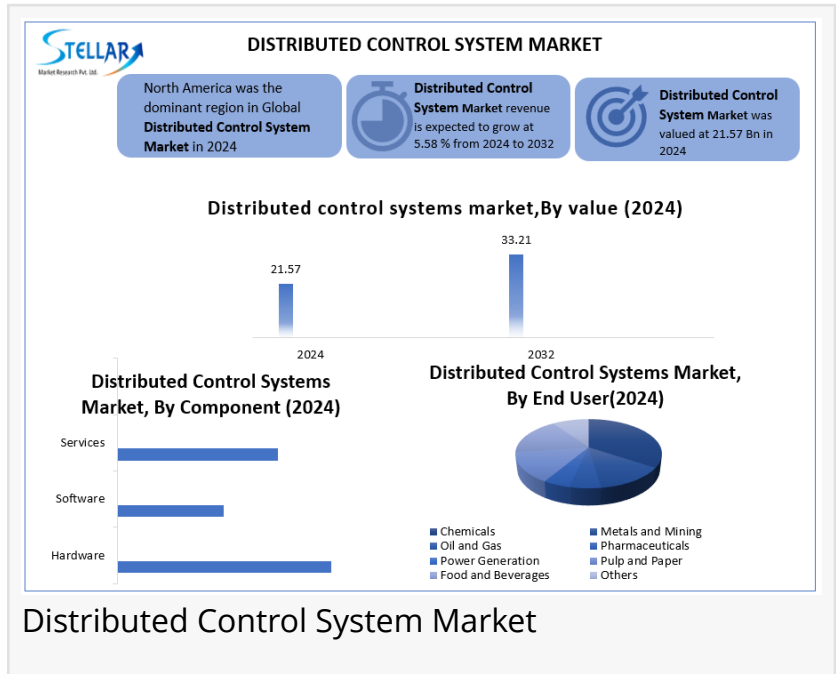 STELLAR
Market Research Pvt. Ltd.
DISTRIBUTED CONTROL SYSTEM MARKET
North America was the
dominant region in Global
Distributed Control System
Market in 2024
Distributed Control
System Market revenue
is expected to grow at
5.58 % from 2024 to 2032
Distributed Control
System Market was
valued at 21.57 Bn in
2024
Distributed control systems market,By value (2024)
21.57
33.21
2024
2032
Distributed Control Systems
Market, By Component (2024)
Services
Software
Hardware
Distributed Control Systems Market,
By End User(2024)
Chemicals
Metals and Mining
Oil and Gas
Pharmaceuticals
Power Generation
Pulp and Paper
Food and Beverages
Others
Distributed Control System Market